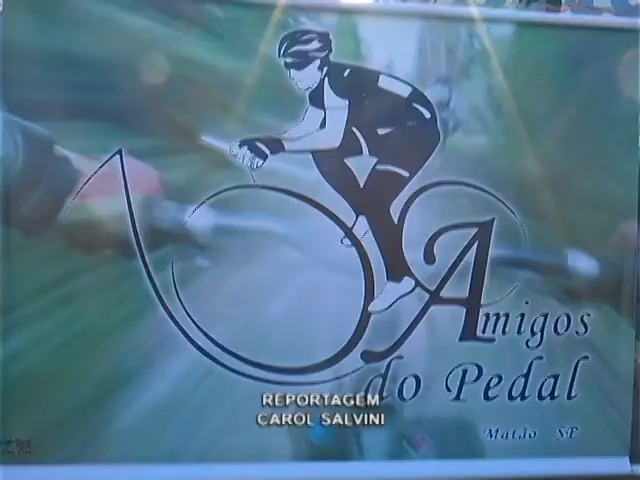 Amigos
do Pedal
Matão - SP
REPORTAGEM
CAROL SALVINI